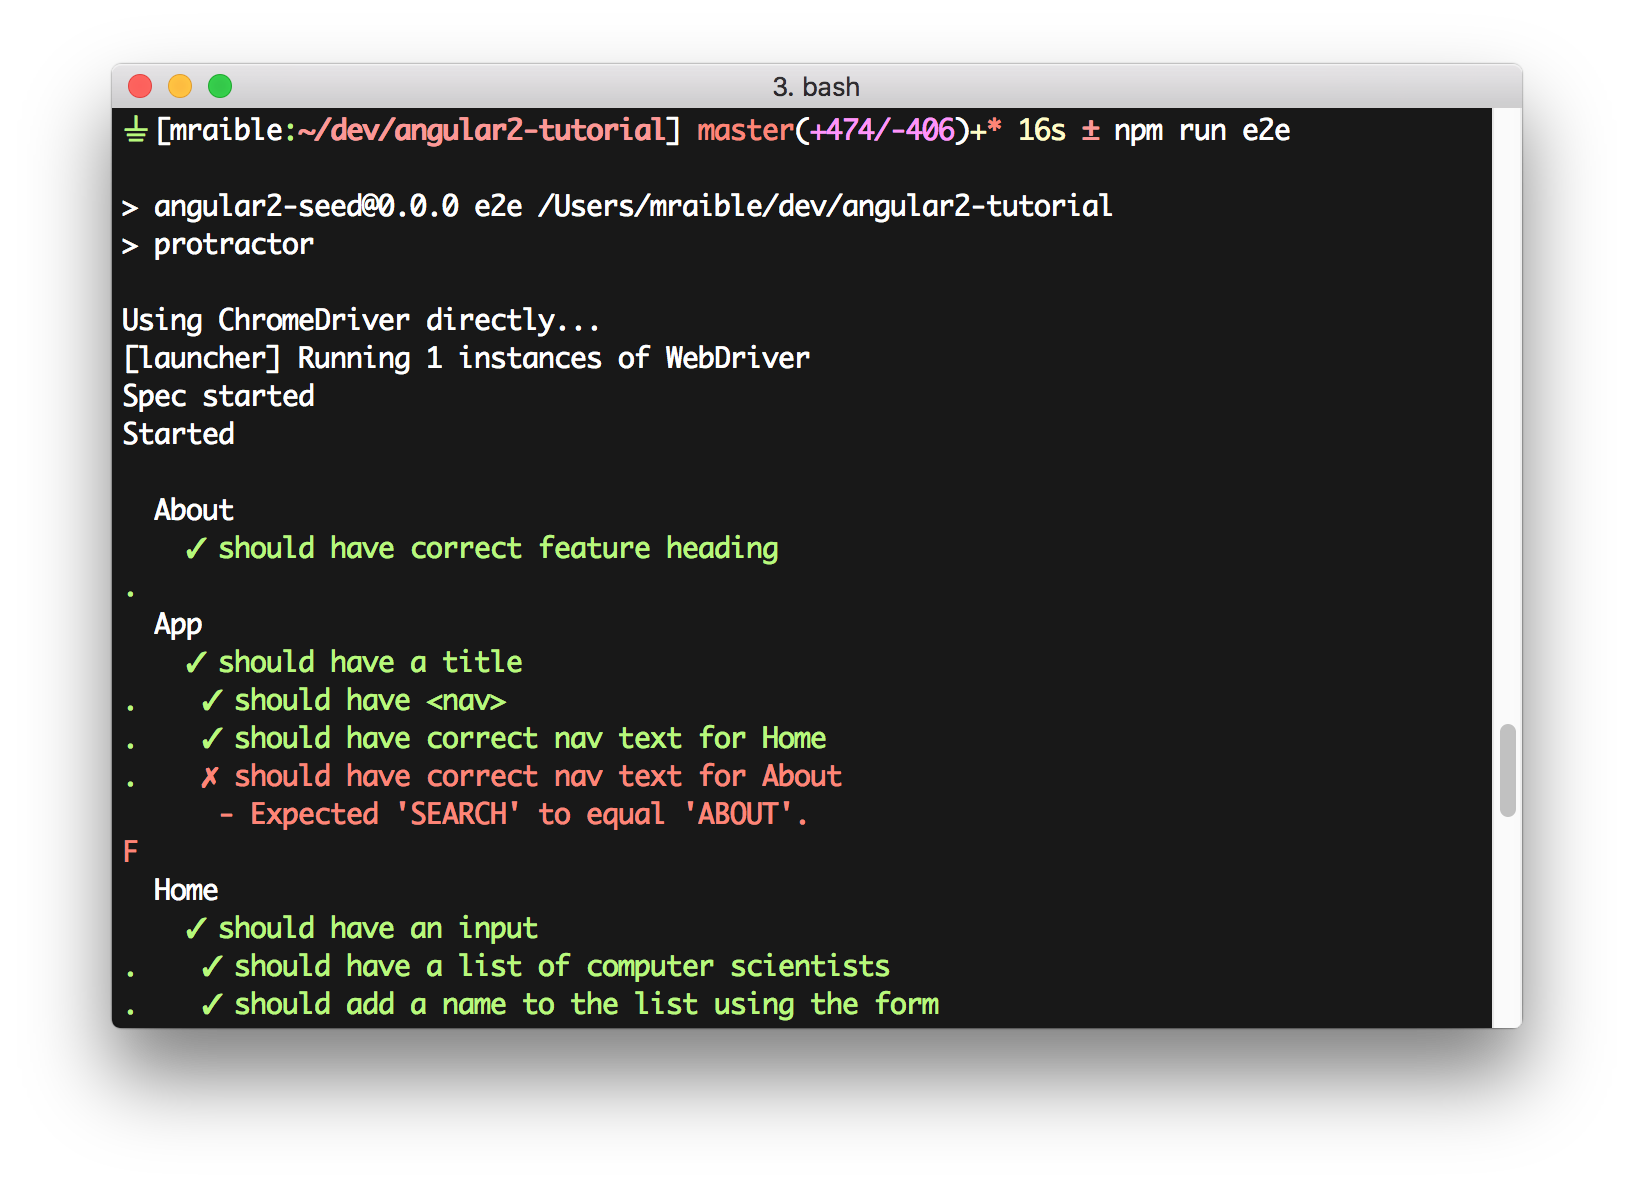 3. bash
⏚ [mraible:~/dev/angular2-tutorial] master(+474/-406)+* 16s ± npm run e2e
> angular2-seed@0.0.0 e2e /Users/mraible/dev/angular2-tutorial
> protractor
Using ChromeDriver directly...
[launcher] Running 1 instances of WebDriver
Spec started
Started
About
✓ should have correct feature heading
.
App
✓ should have a title
. ✓ should have <nav>
. ✓ should have correct nav text for Home
. ✗ should have correct nav text for About
- Expected 'SEARCH' to equal 'ABOUT'.
F
Home
✓ should have an input
. ✓ should have a list of computer scientists
. ✓ should add a name to the list using the form